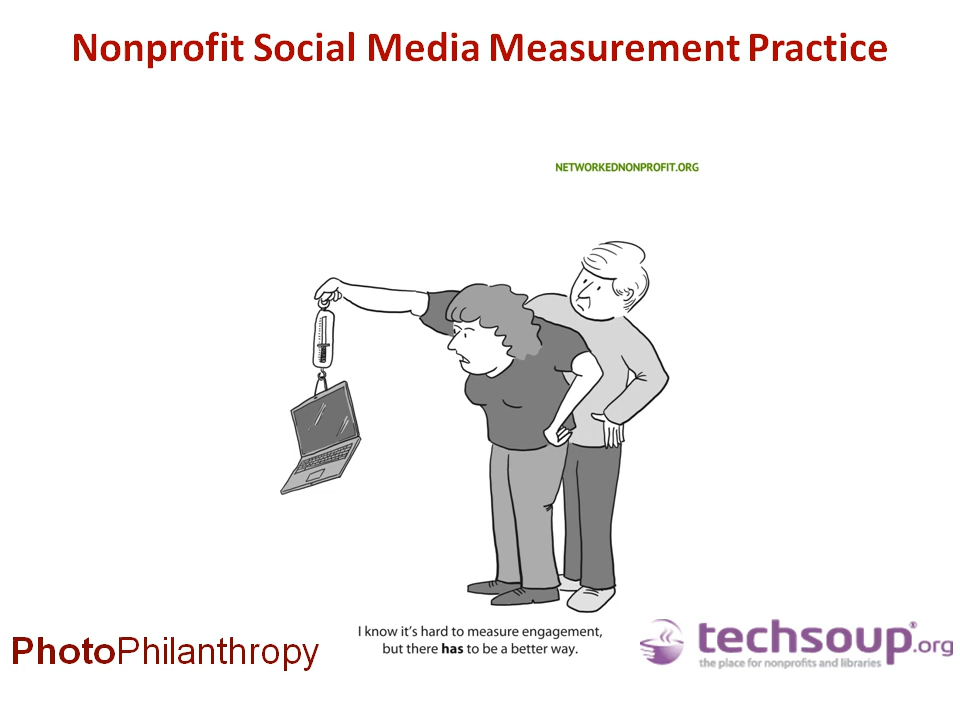 Nonprofit Social Media Measurement Practice
NETWORKEDNONPROFIT.ORG
I know it's hard to measure engagement,
but there has to be a better way.
PhotoPhilanthropy
techsoup®.org
the place for nonprofits and libraries